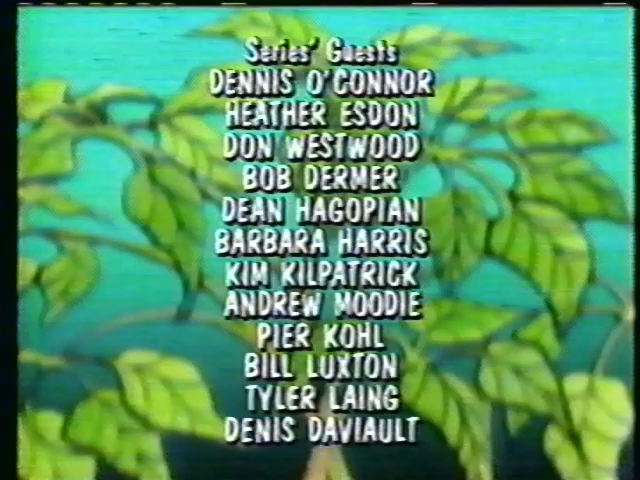 Series' Guests
DENNIS O'CONNOR
HEATHER ESDON
DON WESTWOOD
BOB DERMER
DEAN HAGOPIAN
BARBARA HARRIS
KIM KILPATRICK
ANDREW MOODIE
PIER KOHL
BILL LUXTON
TYLER LAING
DENIS DAVIAULT